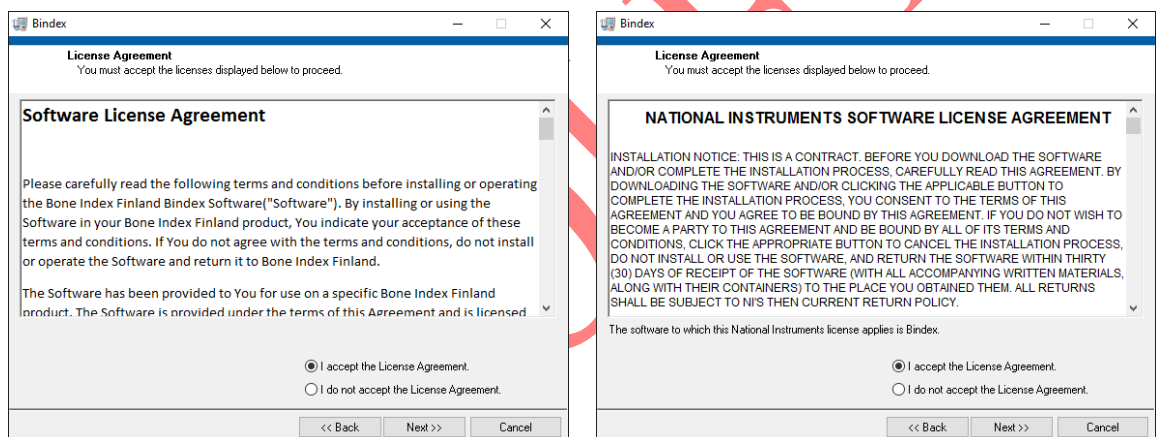 Bindex
License Agreement
You must accept the licenses displayed below to proceed.
Software License Agreement
Please carefully read the following terms and conditions before installing or operating
the Bone Index Finland Bindex Software("Software"). By installing or using the
Software in your Bone Index Finland product, You indicate your acceptance of these
terms and conditions. If You do not agree with the terms and conditions, do not install
or operate the Software and return it to Bone Index Finland.
The Software has been provided to You for use on a specific Bone Index Finland
product. The Software is provided under the terms of this Agreement and is licensed
I accept the License Agreement.
I do not accept the License Agreement.
<< Back Next >> Cancel
Bindex
License Agreement
You must accept the licenses displayed below to proceed.
NATIONAL INSTRUMENTS SOFTWARE LICENSE AGREEMENT
INSTALLATION NOTICE: THIS IS A CONTRACT. BEFORE YOU DOWNLOAD THE SOFTWARE
AND/OR COMPLETE THE INSTALLATION PROCESS, CAREFULLY READ THIS AGREEMENT. BY
DOWNLOADING THE SOFTWARE AND/OR CLICKING THE APPLICABLE BUTTON TO
COMPLETE THE INSTALLATION PROCESS, YOU CONSENT TO THE TERMS OF THIS
AGREEMENT AND YOU AGREE TO BE BOUND BY THIS AGREEMENT. IF YOU DO NOT WISH TO
BECOME A PARTY TO THIS AGREEMENT AND BE BOUND BY ALL OF ITS TERMS AND
CONDITIONS, CLICK THE APPROPRIATE BUTTON TO CANCEL THE INSTALLATION PROCESS,
DO NOT INSTALL OR USE THE SOFTWARE, AND RETURN THE SOFTWARE WITHIN THIRTY
(30) DAYS OF RECEIPT OF THE SOFTWARE (WITH ALL ACCOMPANYING WRITTEN MATERIALS,
ALONG WITH THEIR CONTAINERS) TO THE PLACE YOU OBTAINED THEM. ALL RETURNS
SHALL BE SUBJECT TO NI'S THEN CURRENT RETURN POLICY.
The software to which this National Instruments license applies is Bindex.
I accept the License Agreement.
I do not accept the License Agreement.
<< Back Next >> Cancel